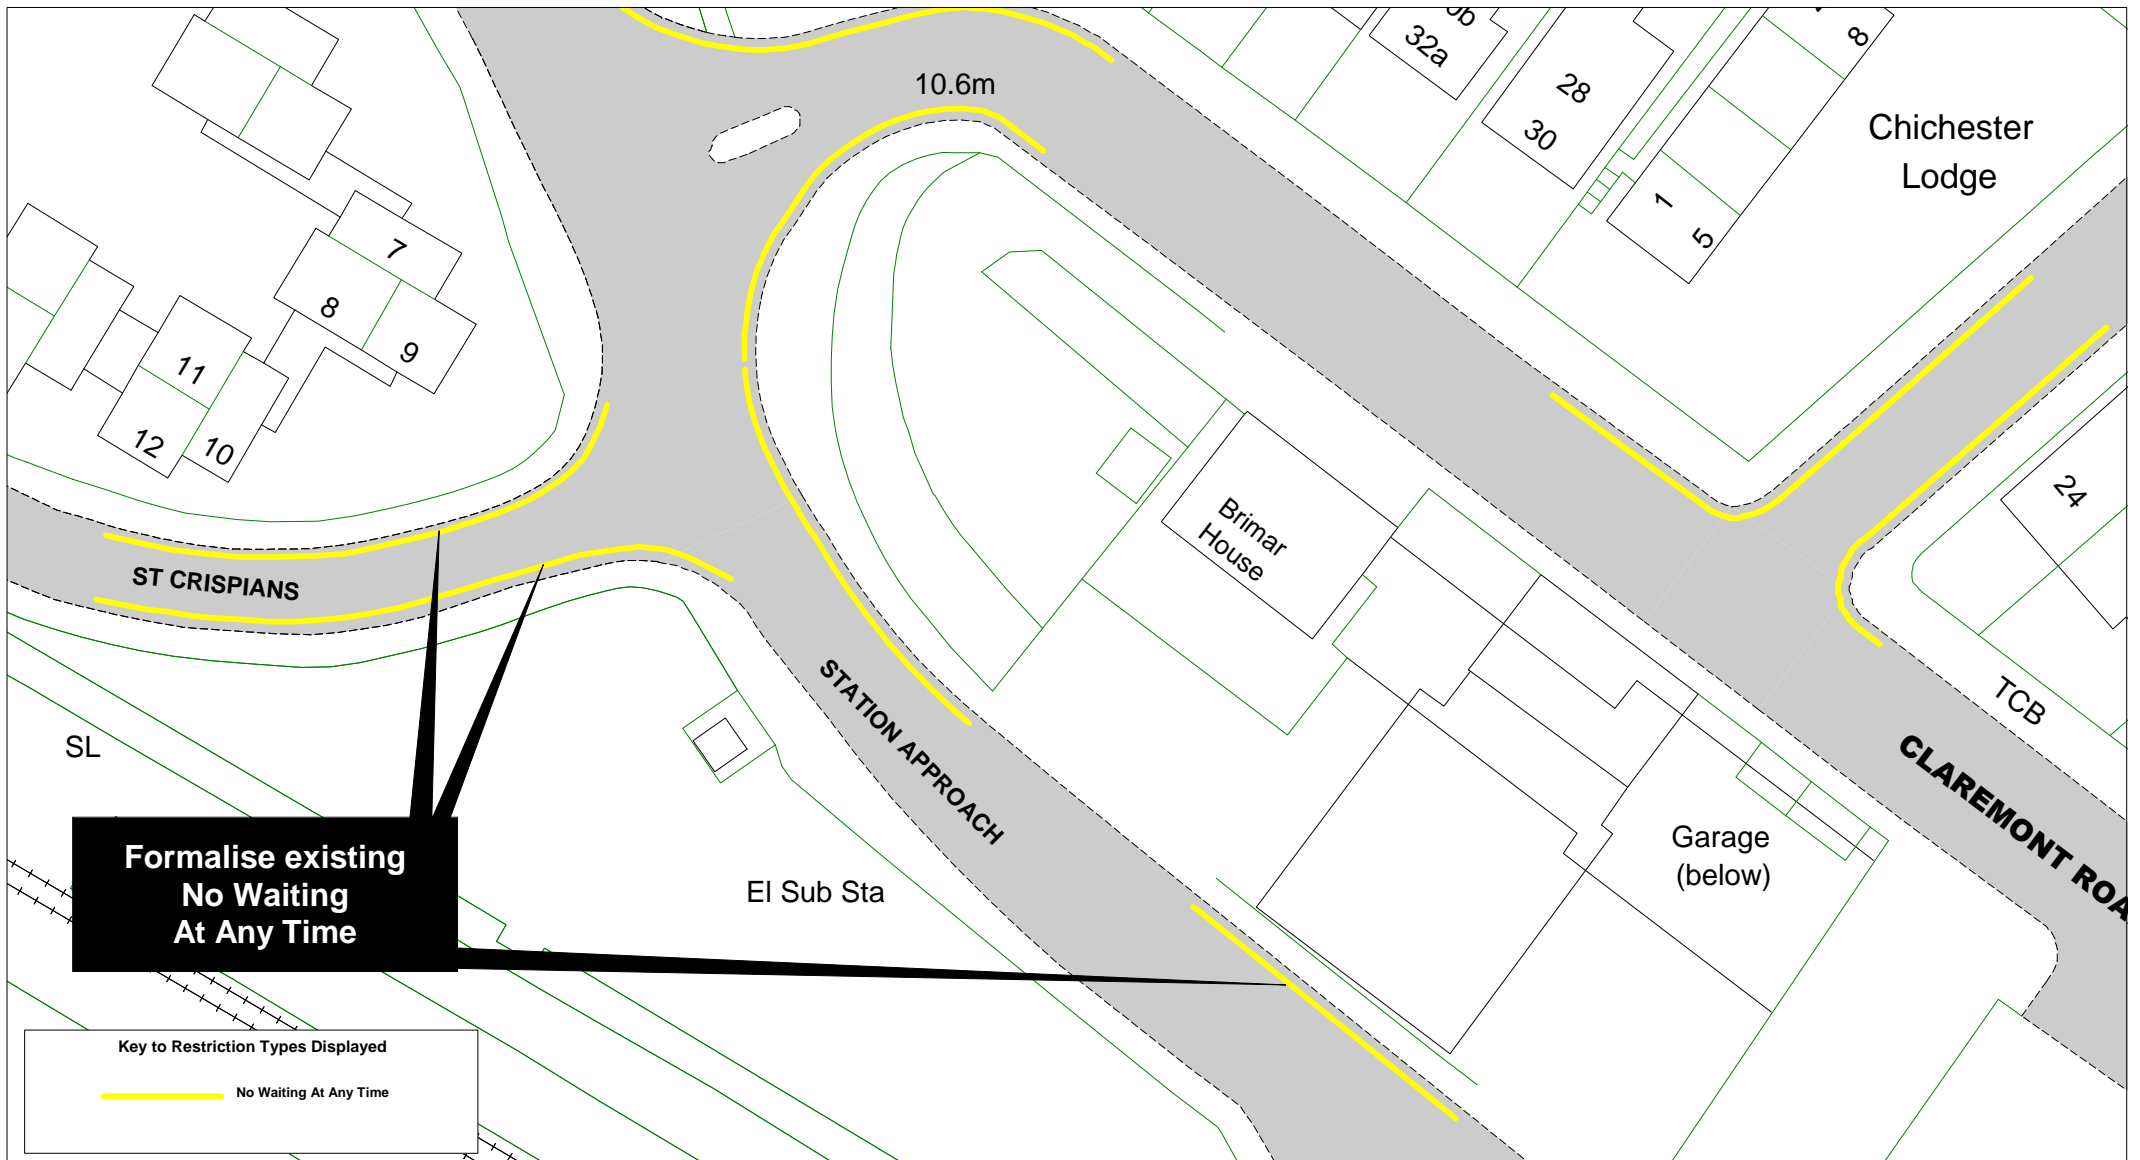 32a
10.6m
28
30
8
Chichester
Lodge
1
5
7
8
9
11
12
10
24
Brimar
House
ST CRISPIANS
STATION APPROACH
TCB
CLAREMONT ROA
SL
Garage
(below)
El Sub Sta
Formalise existing
No Waiting
At Any Time
Key to Restriction Types Displayed
No Waiting At Any Time